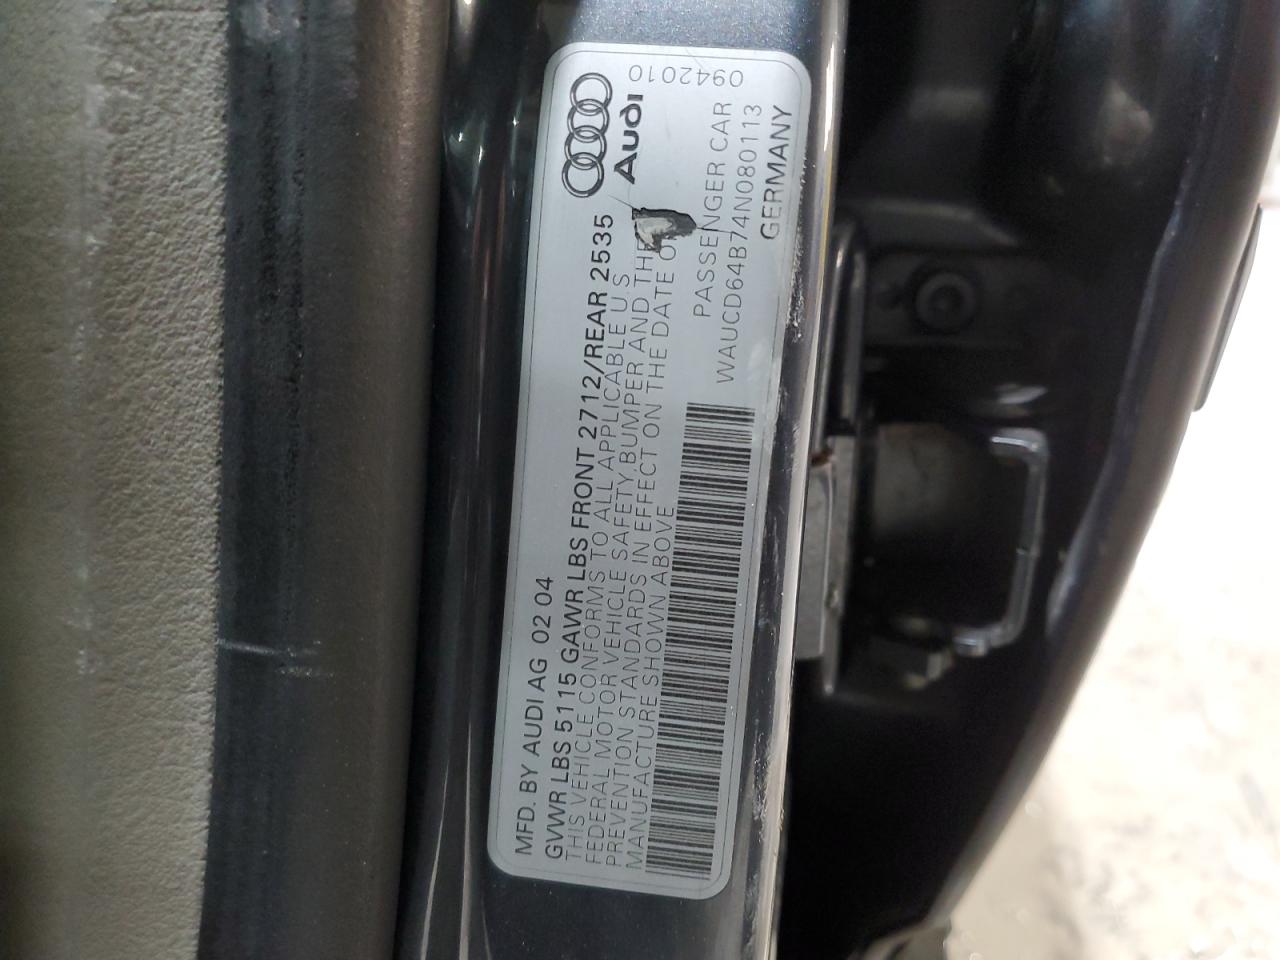 MFD. BY AUDI AG 02 04
GVWR LBS 5115 GAWR LBS FRONT 2712/REAR 2535
THIS VEHICLE CONFORMS TO ALL APPLICABLE U S
FEDERAL MOTOR VEHICLE SAFETY, BUMPER AND THE
PREVENTION STANDARDS IN EFFECT ON THE DATE O
MANUFACTURE SHOWN ABOVE
Audi
PASSENGER CAR
WAUCD64B74N080113
GERMANY
0942010